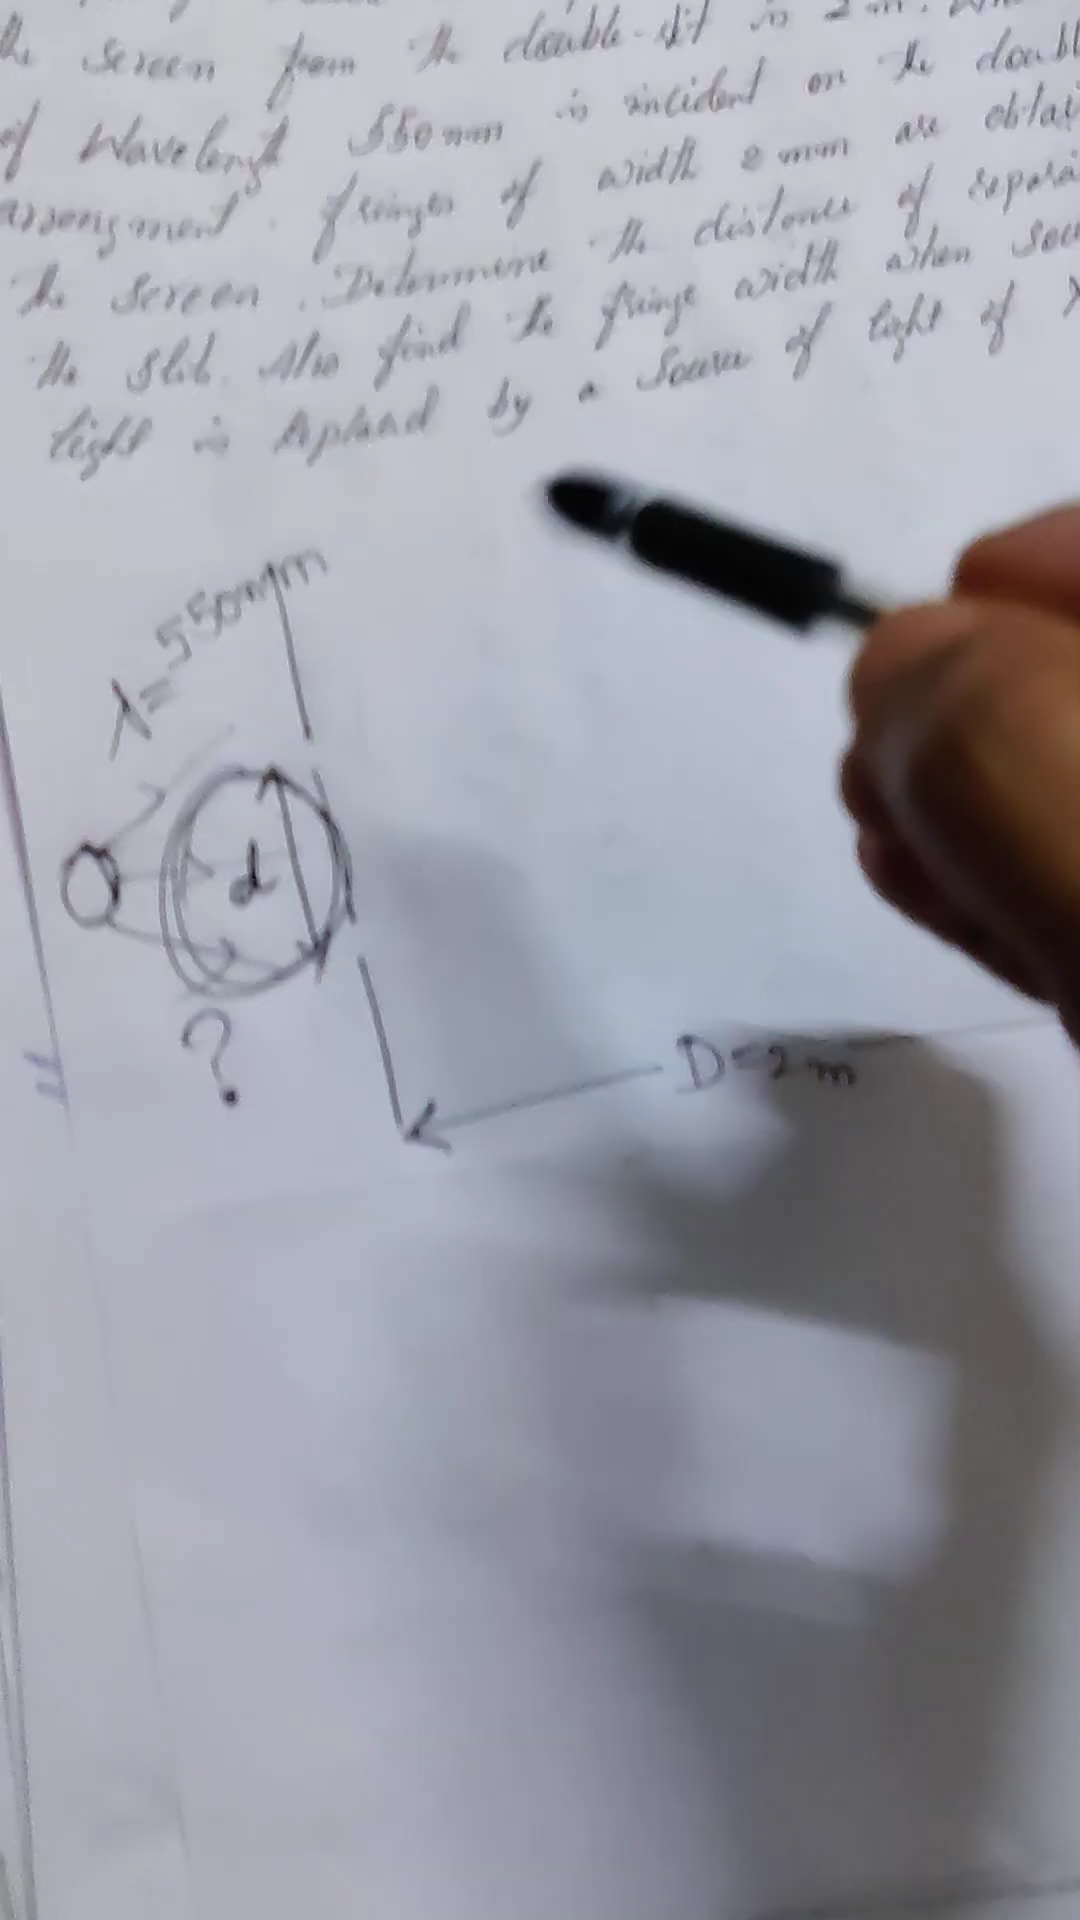 the screen from the double-slit is 2 m.
of Wavelength 550 nm is incident on the doubl
arrangment. fringes of width 2 mm are obtai
the screen. Determine the distance of separa
the slit. Also find the fringe width when sou
light is replaced by a source of light of λ
λ=550nm
d
?
D=2m